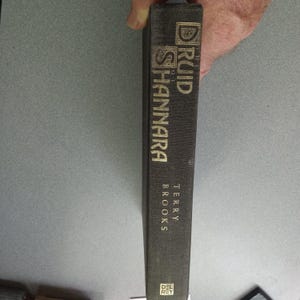 DRUID
OF
SHANNARA
TERRY
BROOKS
DEL
REY